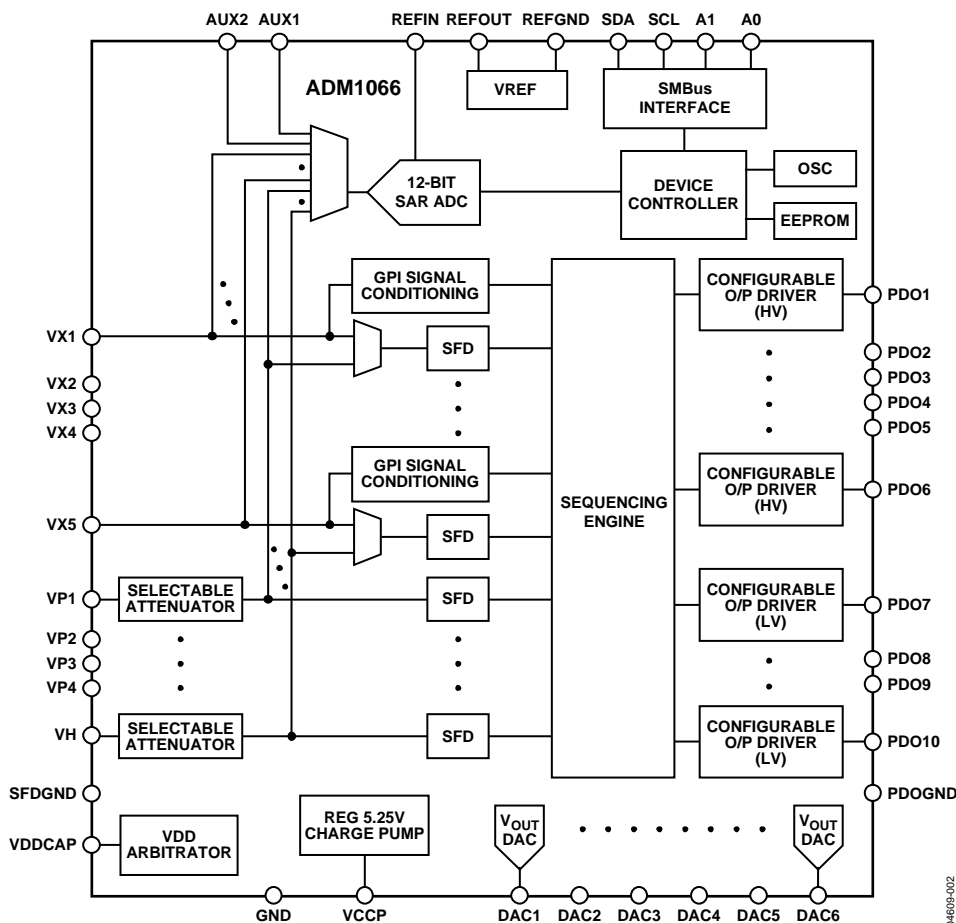 AUX2 AUX1 REFIN REFOUT REFGND SDA SCL A1 A0
ADM1066
VREF
SMBus
INTERFACE
12-BIT
SAR ADC
DEVICE
CONTROLLER
OSC
EEPROM
GPI SIGNAL
CONDITIONING
CONFIGURABLE
O/P DRIVER
(HV)
PDO1
VX1
SFD
PDO2
VX2
PDO3
VX3
PDO4
VX4
PDO5
GPI SIGNAL
CONDITIONING
SEQUENCING
ENGINE
CONFIGURABLE
O/P DRIVER
(HV)
PDO6
VX5
SFD
VP1
SELECTABLE
ATTENUATOR
SFD
CONFIGURABLE
O/P DRIVER
(LV)
PDO7
VP2
VP3
PDO8
VP4
PDO9
VH
SELECTABLE
ATTENUATOR
SFD
CONFIGURABLE
O/P DRIVER
(LV)
PDO10
SFDGND
PDOGND
VDDCAP
VDD
ARBITRATOR
REG 5.25V
CHARGE PUMP
VOUT
DAC
VOUT
DAC
GND VCCP DAC1 DAC2 DAC3 DAC4 DAC5 DAC6
04609-002